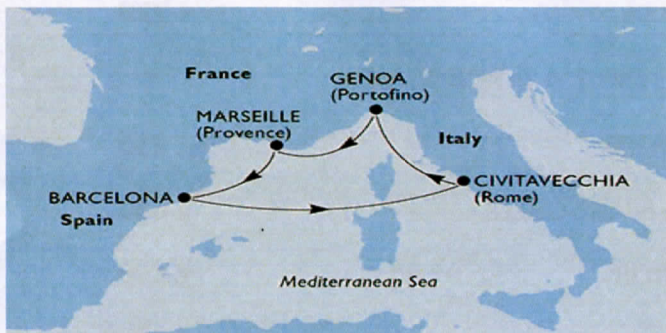 France
GENOA
(Portofino)
MARSEILLE
(Provence)
Italy
BARCELONA
Spain
CIVITAVECCHIA
(Rome)
Mediterranean Sea